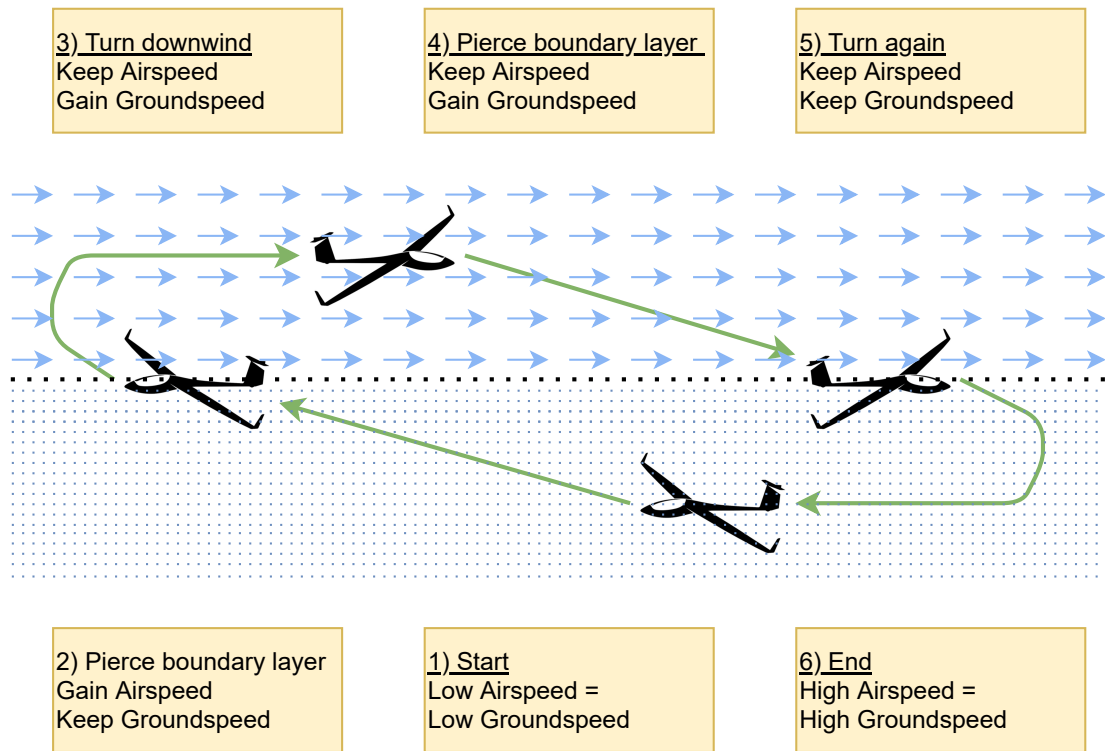 3) Turn downwind
Keep Airspeed
Gain Groundspeed
4) Pierce boundary layer
Keep Airspeed
Gain Groundspeed
5) Turn again
Keep Airspeed
Keep Groundspeed
2) Pierce boundary layer
Gain Airspeed
Keep Groundspeed
1) Start
Low Airspeed =
Low Groundspeed
6) End
High Airspeed =
High Groundspeed